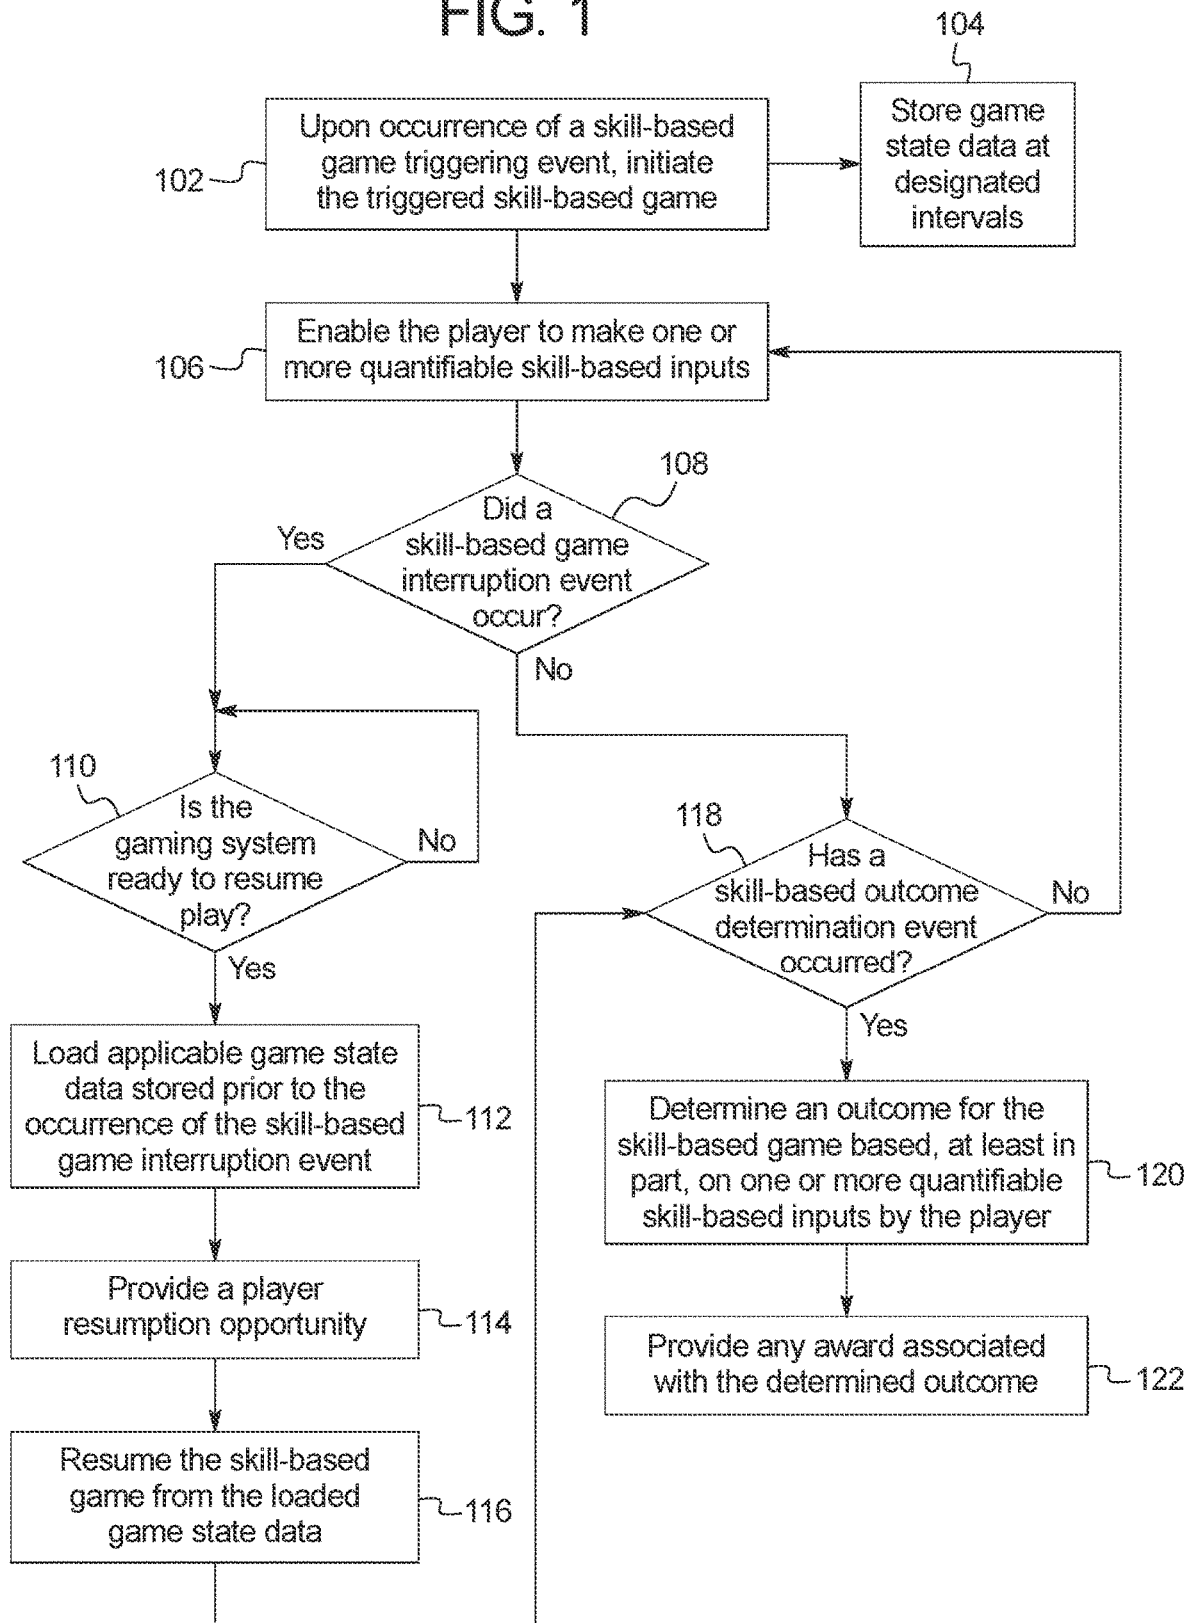 FIG. 1
104
Upon occurrence of a skill-based
game triggering event, initiate
the triggered skill-based game
102
Store game
state data at
designated
intervals
Enable the player to make one or
more quantifiable skill-based inputs
106
108
Did a
skill-based game
interruption event
occur?
Yes
No
110
Is the
gaming system
ready to resume
play?
No
Yes
118
Has a
skill-based outcome
determination event
occurred?
No
Yes
Load applicable game state
data stored prior to the
occurrence of the skill-based
game interruption event
112
Determine an outcome for the
skill-based game based, at least in
part, on one or more quantifiable
skill-based inputs by the player
120
Provide a player
resumption opportunity
114
Provide any award associated
with the determined outcome
122
Resume the skill-based
game from the loaded
game state data
116